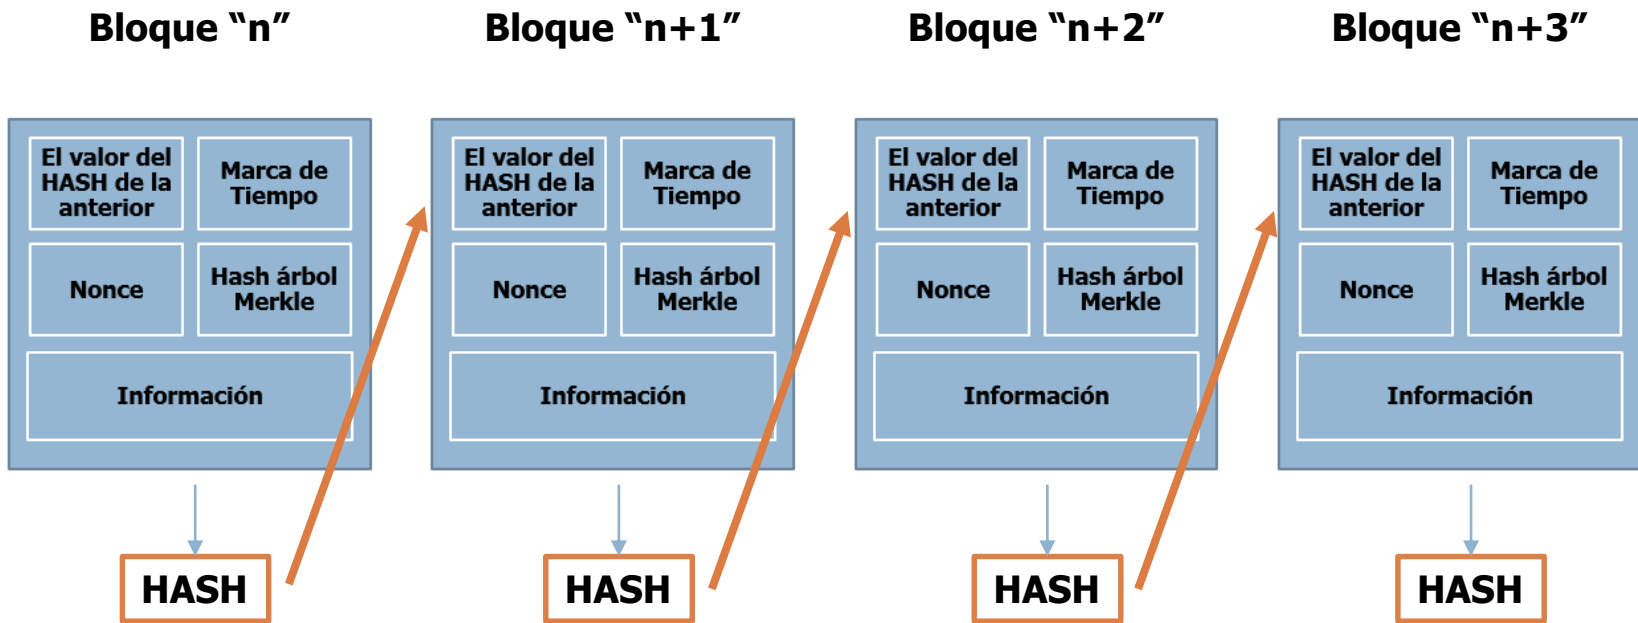 Bloque “n”
Bloque “n+1”
Bloque “n+2”
Bloque “n+3”
El valor del
HASH de la
anterior
Marca de
Tiempo
Nonce
Hash árbol
Merkle
Información
HASH
El valor del
HASH de la
anterior
Marca de
Tiempo
Nonce
Hash árbol
Merkle
Información
HASH
El valor del
HASH de la
anterior
Marca de
Tiempo
Nonce
Hash árbol
Merkle
Información
HASH
El valor del
HASH de la
anterior
Marca de
Tiempo
Nonce
Hash árbol
Merkle
Información
HASH